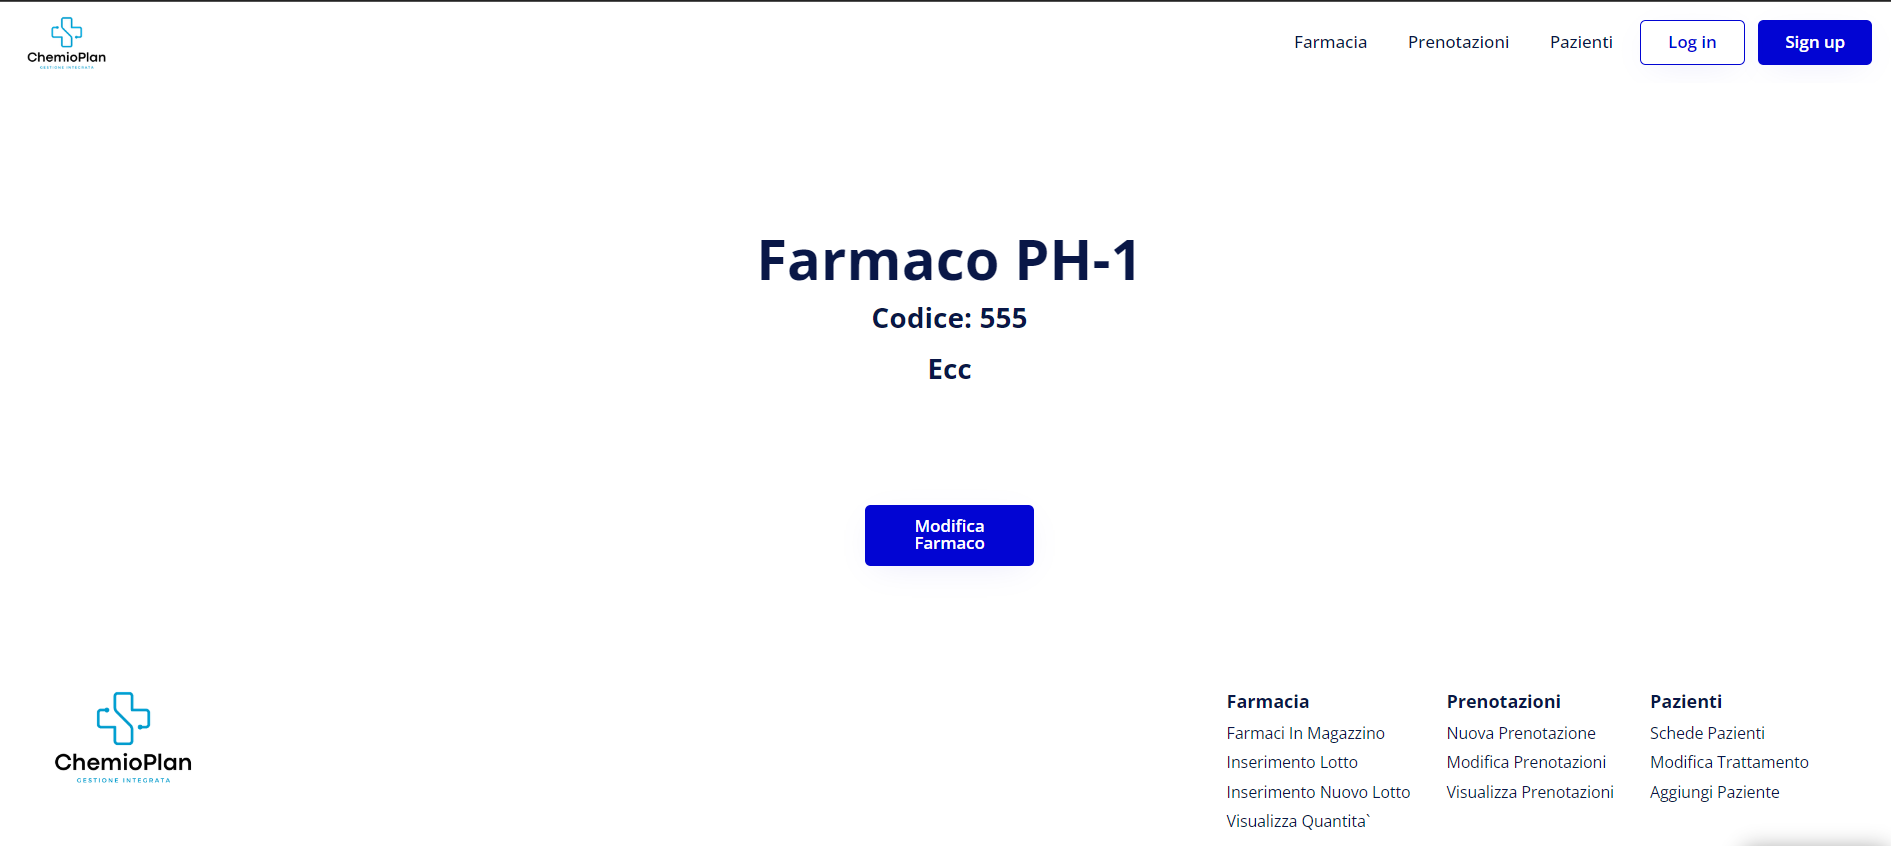 ChemioPlan
GESTIONE INTEGRATA
Farmacia
Prenotazioni
Pazienti
Log in
Sign up
Farmaco PH-1
Codice: 555
Ecc
Modifica
Farmaco
ChemioPlan
GESTIONE INTEGRATA
Farmacia
Farmaci In Magazzino
Inserimento Lotto
Inserimento Nuovo Lotto
Visualizza Quantita`
Prenotazioni
Nuova Prenotazione
Modifica Prenotazioni
Visualizza Prenotazioni
Pazienti
Schede Pazienti
Modifica Trattamento
Aggiungi Paziente